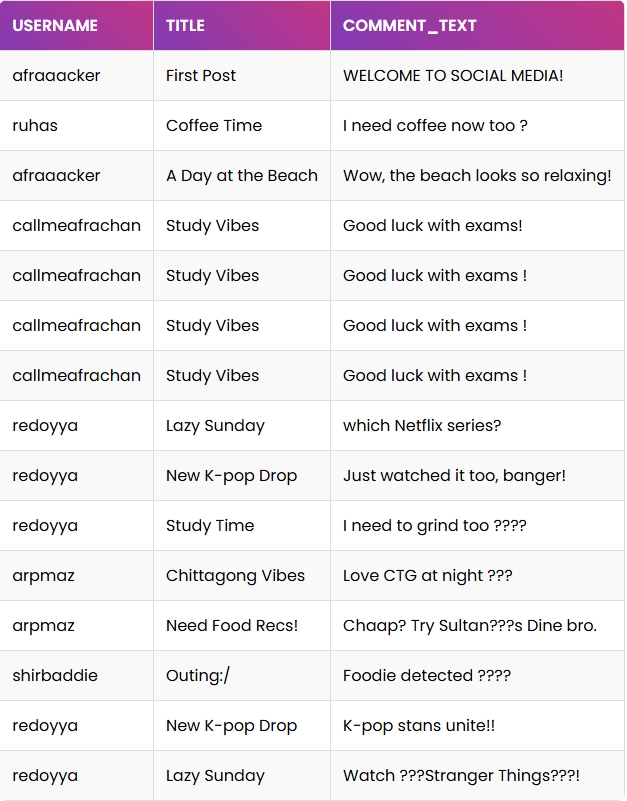 USERNAME TITLE COMMENT_TEXT
afraaacker First Post WELCOME TO SOCIAL MEDIA!
ruhas Coffee Time I need coffee now too ?
afraaacker A Day at the Beach Wow, the beach looks so relaxing!
callmeafrachan Study Vibes Good luck with exams!
callmeafrachan Study Vibes Good luck with exams !
callmeafrachan Study Vibes Good luck with exams !
callmeafrachan Study Vibes Good luck with exams !
redoyya Lazy Sunday which Netflix series?
redoyya New K-pop Drop Just watched it too, banger!
redoyya Study Time I need to grind too ????
arpmaz Chittagong Vibes Love CTG at night ???
arpmaz Need Food Recs! Chaap? Try Sultan???s Dine bro.
shirbaddie Outing:/ Foodie detected ????
redoyya New K-pop Drop K-pop stans unite!!
redoyya Lazy Sunday Watch ???Stranger Things???!